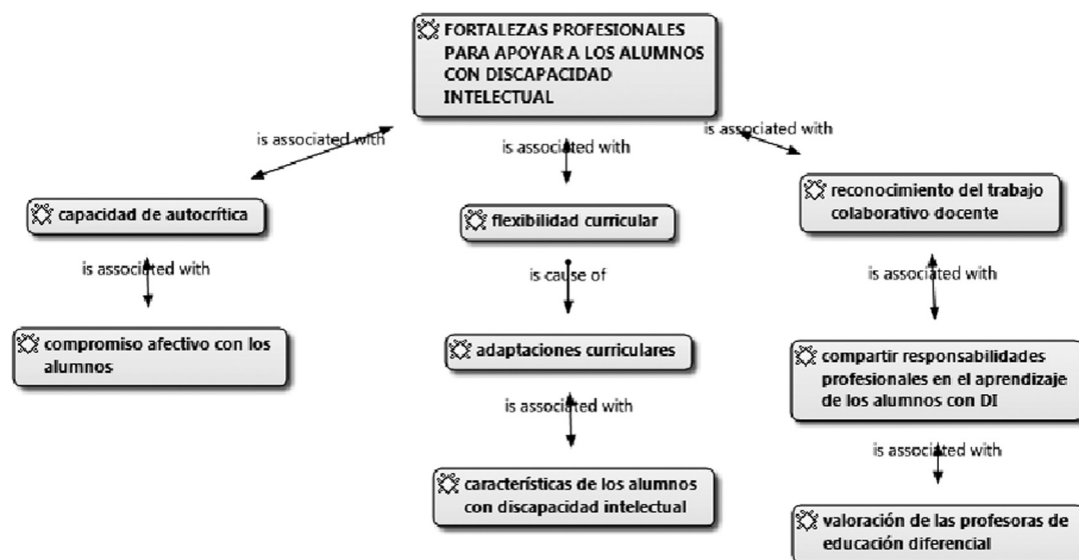 FORTALEZAS PROFESIONALES
PARA APOYAR A LOS ALUMNOS
CON DISCAPACIDAD
INTELECTUAL
is associated with
is associated with
is associated with
capacidad de autocrítica
flexibilidad curricular
reconocimiento del trabajo
colaborativo docente
is associated with
is cause of
is associated with
compromiso afectivo con los
alumnos
adaptaciones curriculares
compartir responsabilidades
profesionales en el aprendizaje
de los alumnos con DI
is associated with
is associated with
características de los alumnos
con discapacidad intelectual
valoración de las profesoras de
educación diferencial